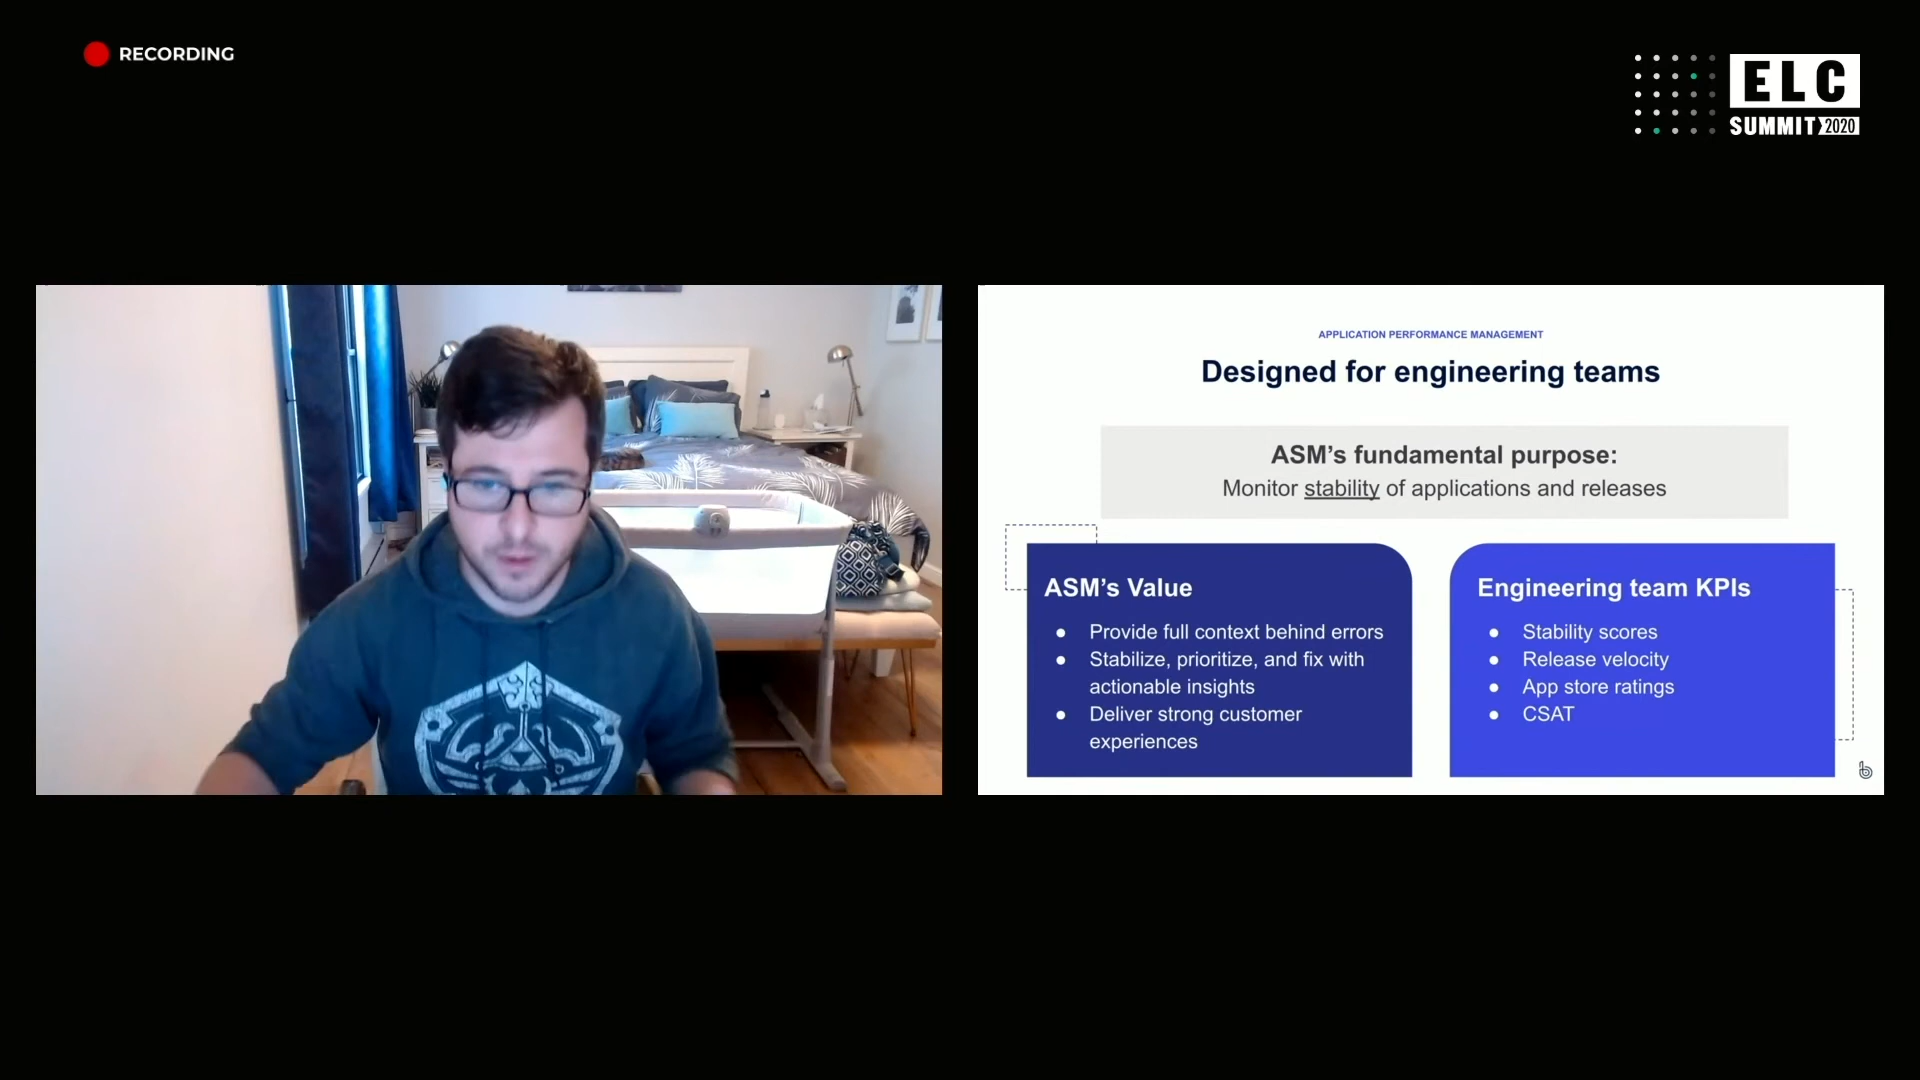 RECORDING
ELC
SUMMIT 2020
APPLICATION PERFORMANCE MANAGEMENT
Designed for engineering teams
ASM’s fundamental purpose:
Monitor stability of applications and releases
ASM’s Value
● Provide full context behind errors
● Stabilize, prioritize, and fix with
actionable insights
● Deliver strong customer
experiences
Engineering team KPIs
● Stability scores
● Release velocity
● App store ratings
● CSAT